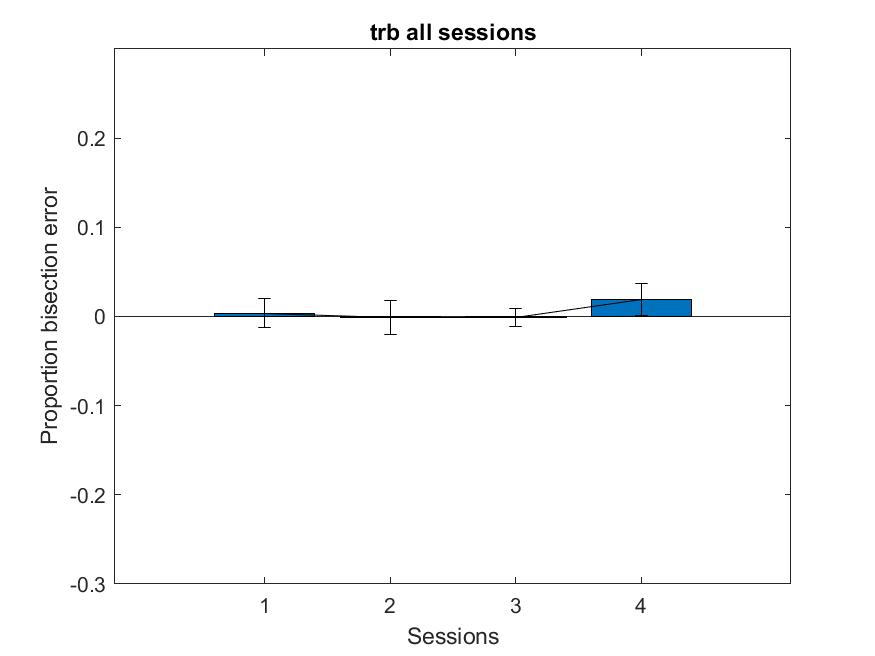 trb all sessions
Proportion bisection error
0.2
0.1
0
-0.1
-0.2
-0.3
1 2 3 4
Sessions